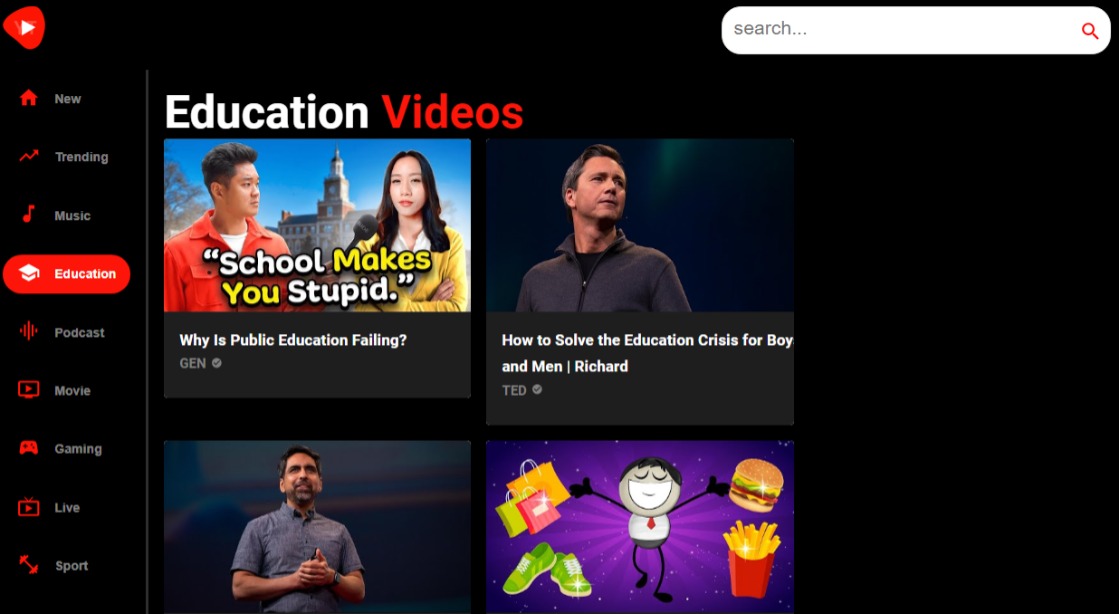 search...
New
Trending
Music
Education
Podcast
Movie
Gaming
Live
Sport
Education Videos
“School Makes
You Stupid.”
Why Is Public Education Failing?
GEN
How to Solve the Education Crisis for Boy
and Men | Richard
TED